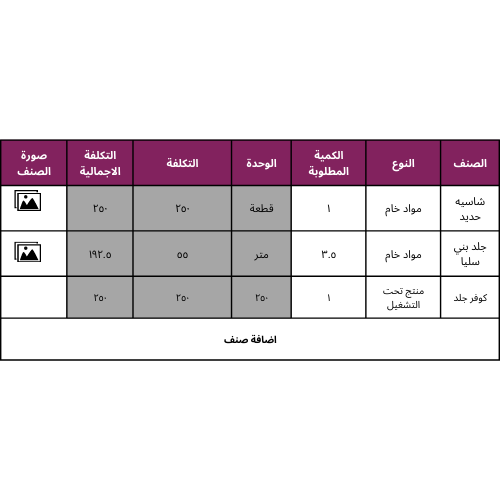 الصنف النوع الكمية المطلوبة الوحدة التكلفة التكلفة الاجمالية صورة الصنف
شاسيه حديد مواد خام ١ قطعة ٢٥٠ ٢٥٠
جلد بني سليا مواد خام ٣.٥ متر ٥٥ ١٩٢.٥
كوفر جلد منتج تحت التشغيل ١ ٢٥٠ ٢٥٠ ٢٥٠
اضافة صنف